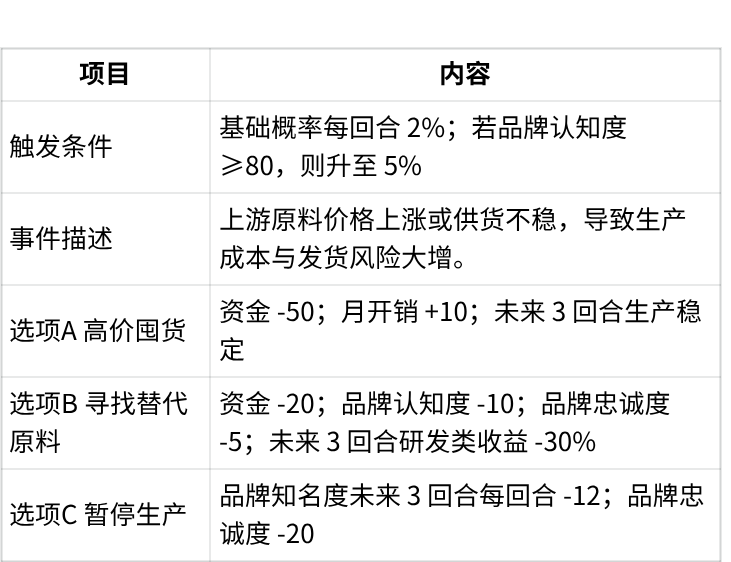 项目 内容
触发条件
基础概率每回合 2%；若品牌认知度
≥80，则升至 5%
事件描述
上游原料价格上涨或供货不稳，导致生产
成本与发货风险大增。
选项A 高价囤货
资金 -50；月开销 +10；未来 3 回合生产稳
定
选项B 寻找替代
原料
资金 -20；品牌认知度 -10；品牌忠诚度
-5；未来 3 回合研发类收益 -30%
选项C 暂停生产
品牌知名度未来 3 回合每回合 -12；品牌忠
诚度 -20